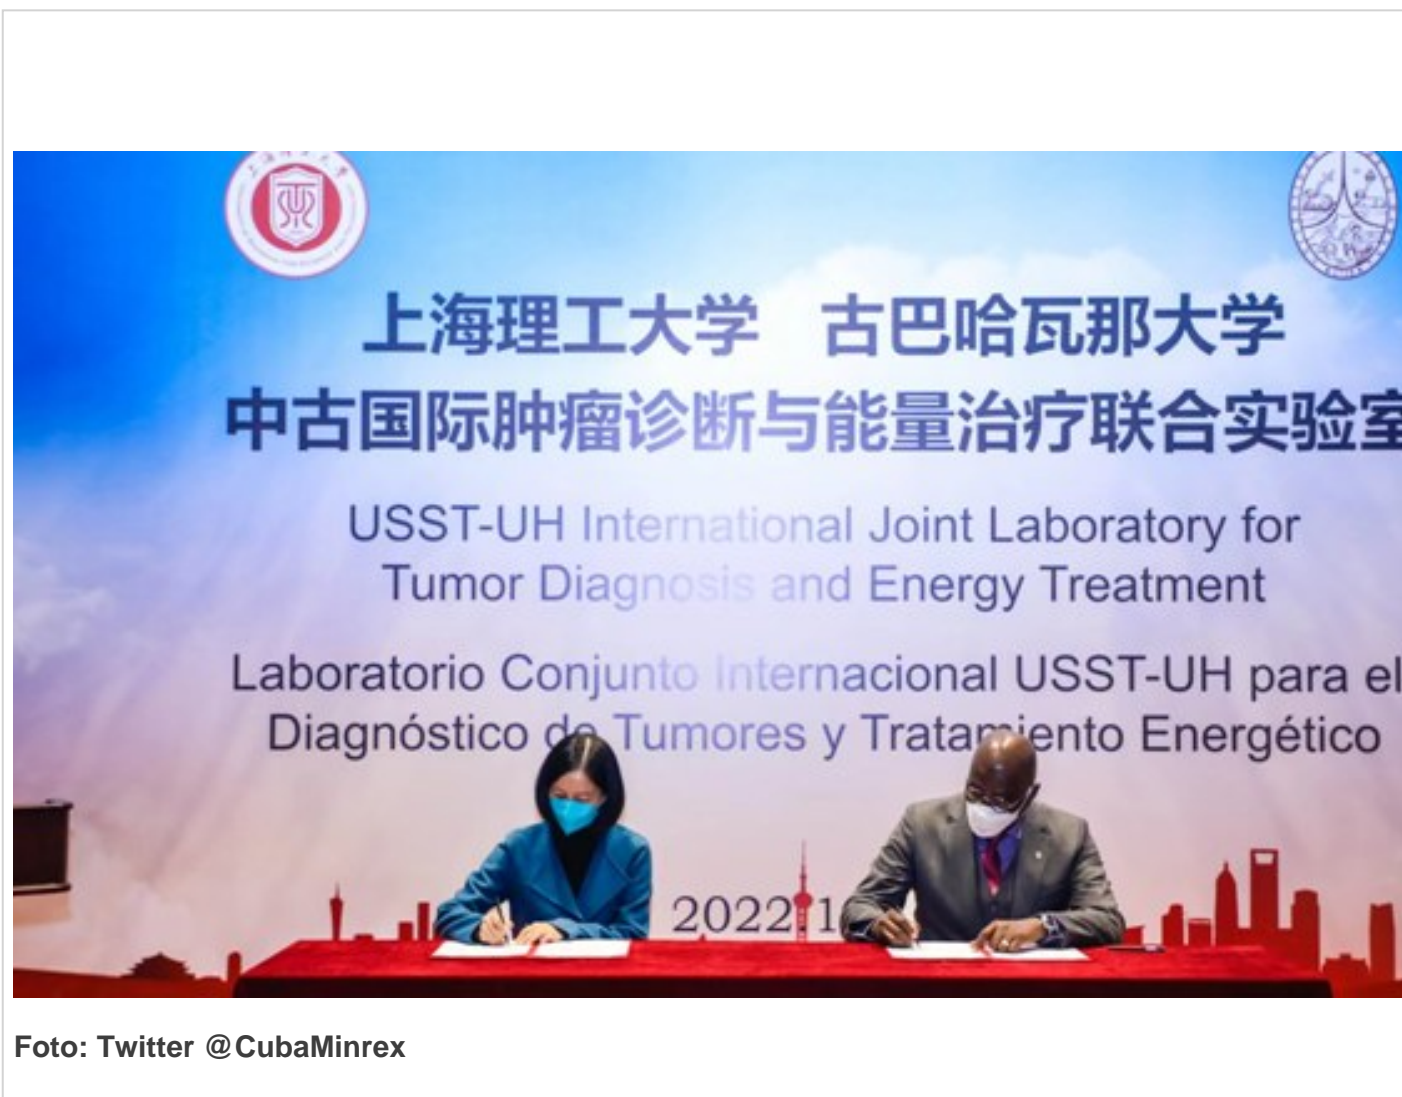 上海理工大学 古巴哈瓦那大学
中古国际肿瘤诊断与能量治疗联合实验室
USST-UH International Joint Laboratory for
Tumor Diagnosis and Energy Treatment
Laboratorio Conjunto Internacional USST-UH para el
Diagnóstico de Tumores y Tratamiento Energético
2022.1
Foto: Twitter @CubaMinrex